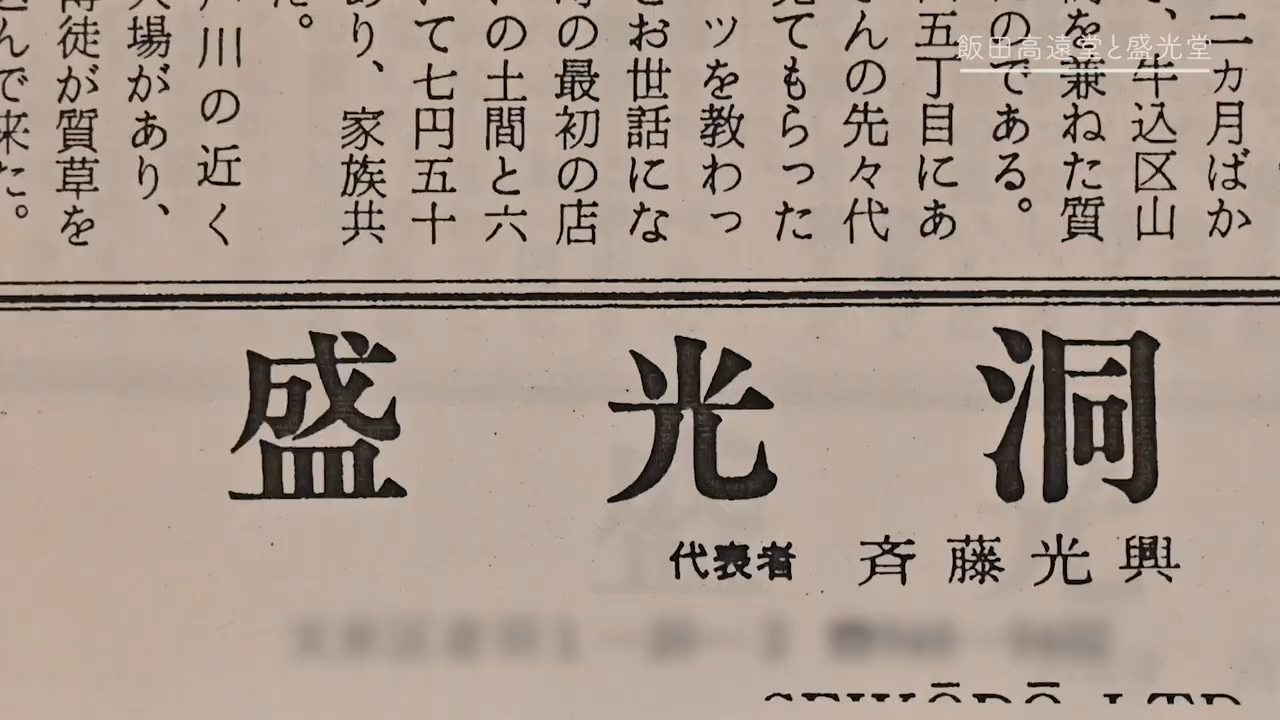 飯田高遠堂と盛光堂
二カ月ばか
、牛込区山
を兼ねた質
のである。
五丁目にあ
んの先々代
てもらった
ッを教わっ
お世話にな
の最初の店
の土間と六
て七円五十
あり、家族共
た。
川の近く
場があり、
徒が質草を
んで来た。
盛光洞
代表者 斉藤光興